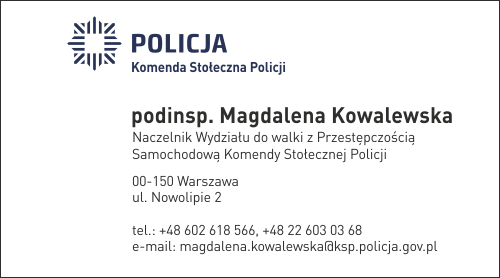 POLICJA
Komenda Stołeczna Policji
podinsp. Magdalena Kowalewska
Naczelnik Wydziału do walki z Przestępczością
Samochodową Komendy Stołecznej Policji
00-150 Warszawa
ul. Nowolipie 2
tel.: +48 602 618 566, +48 22 603 03 68
e-mail: magdalena.kowalewska@ksp.policja.gov.pl